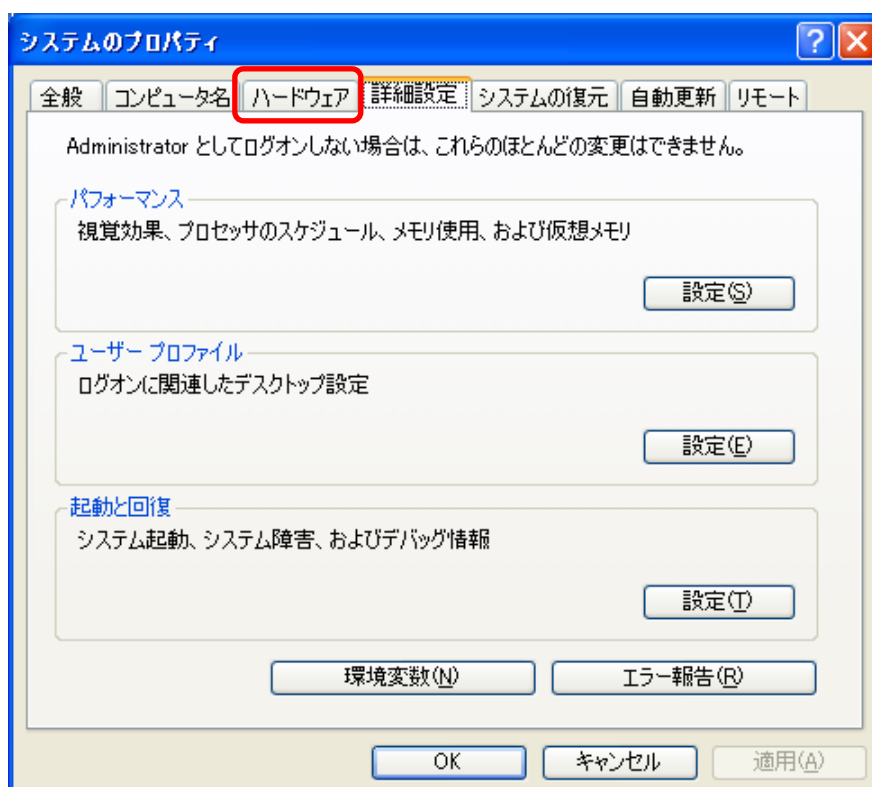 システムのプロパティ
全般 コンピュータ名 ハードウェア 詳細設定 システムの復元 自動更新 リモート
Administrator としてログオンしない場合は、これらのほとんどの変更はできません。
パフォーマンス
視覚効果、プロセッサのスケジュール、メモリ使用、および仮想メモリ
設定(S)
ユーザー プロファイル
ログオンに関連したデスクトップ設定
設定(E)
起動と回復
システム起動、システム障害、およびデバッグ情報
設定(T)
環境変数(N) エラー報告(R)
OK キャンセル 適用(A)